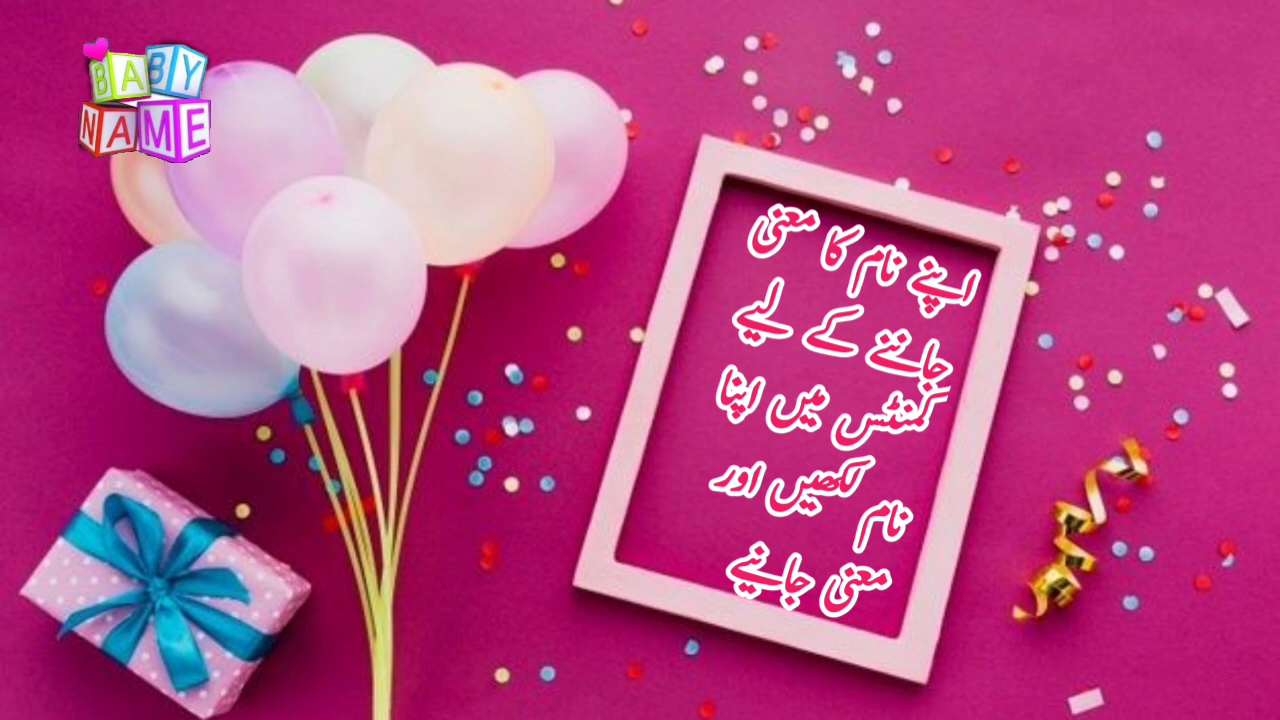 BABY
NAME
اپنے نام کا معنی
جاننے کے لیے
کمنٹس میں اپنا
نام لکھیں اور
معنی جانیے